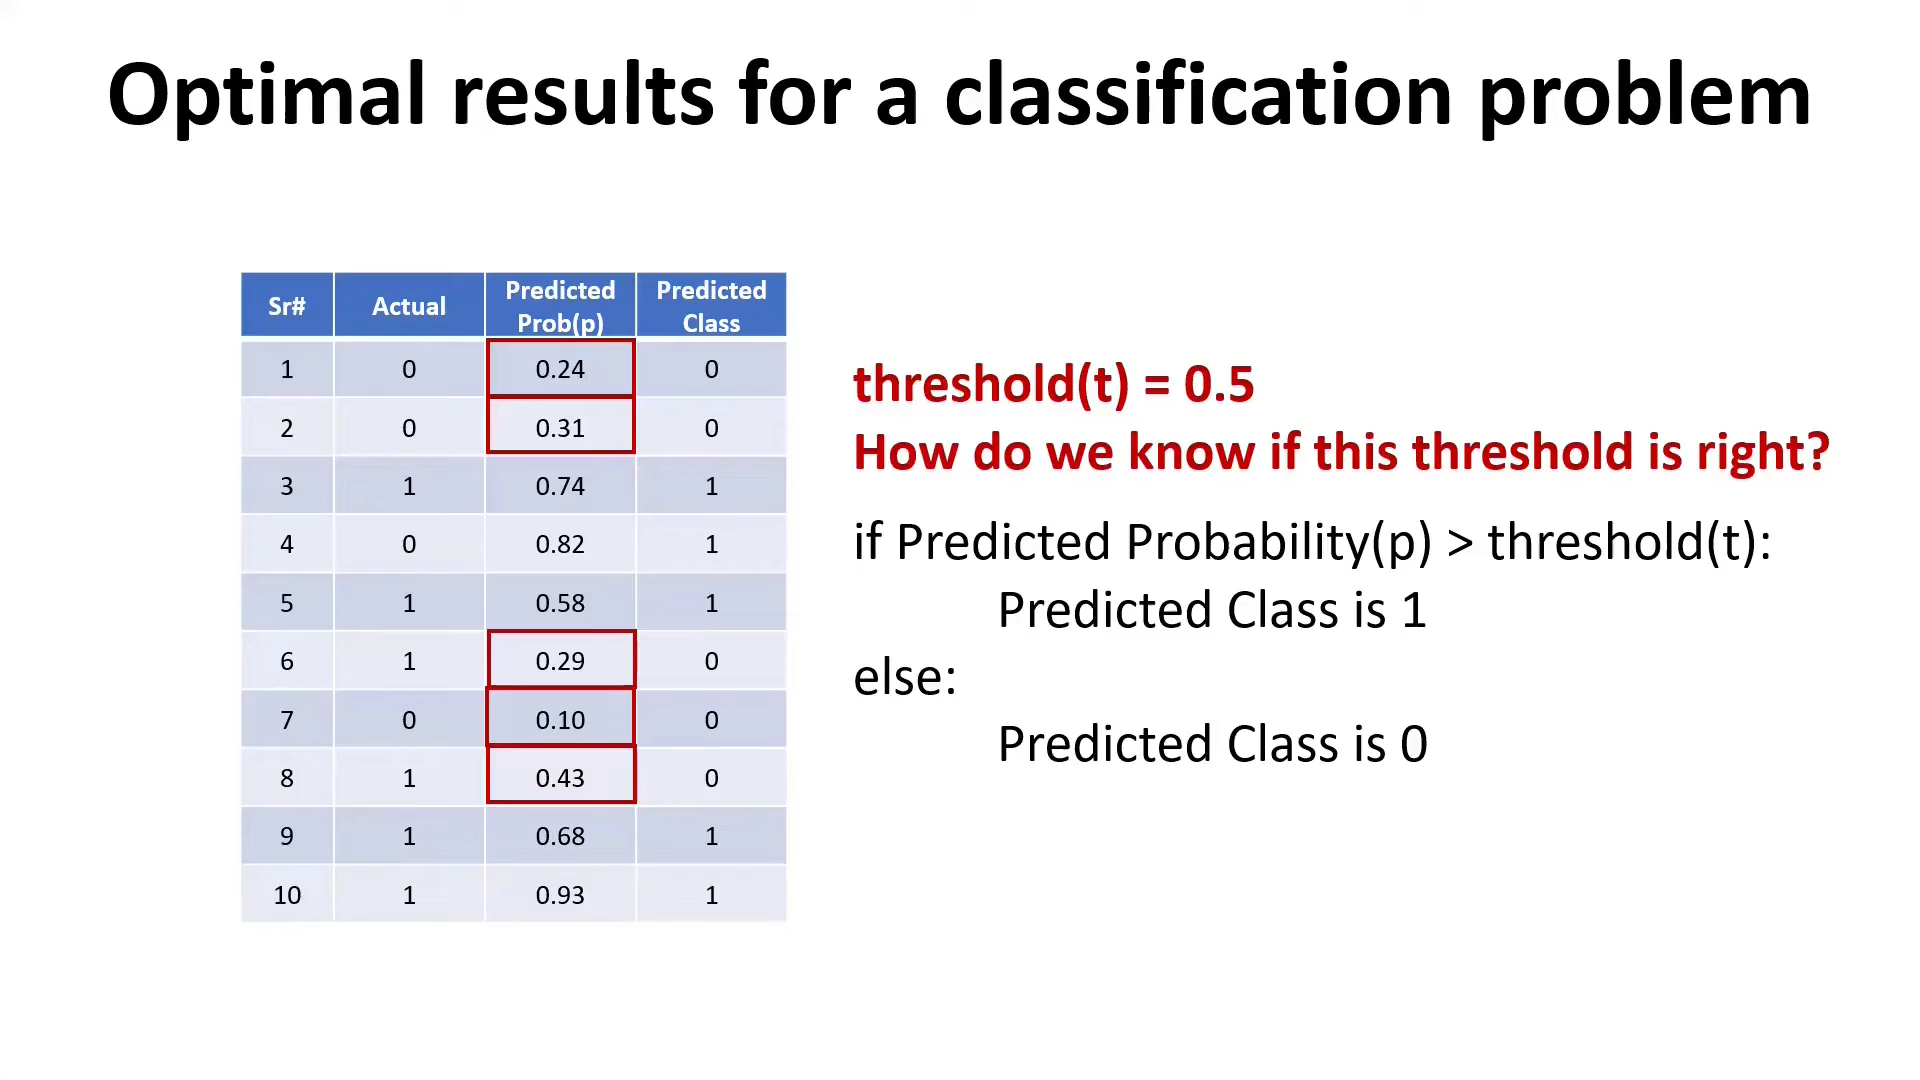 Optimal results for a classification problem
Sr# Actual Predicted Prob(p) Predicted Class
1 0 0.24 0
2 0 0.31 0
3 1 0.74 1
4 0 0.82 1
5 1 0.58 1
6 1 0.29 0
7 0 0.10 0
8 1 0.43 0
9 1 0.68 1
10 1 0.93 1
threshold(t) = 0.5
How do we know if this threshold is right?
if Predicted Probability(p) > threshold(t):
Predicted Class is 1
else:
Predicted Class is 0